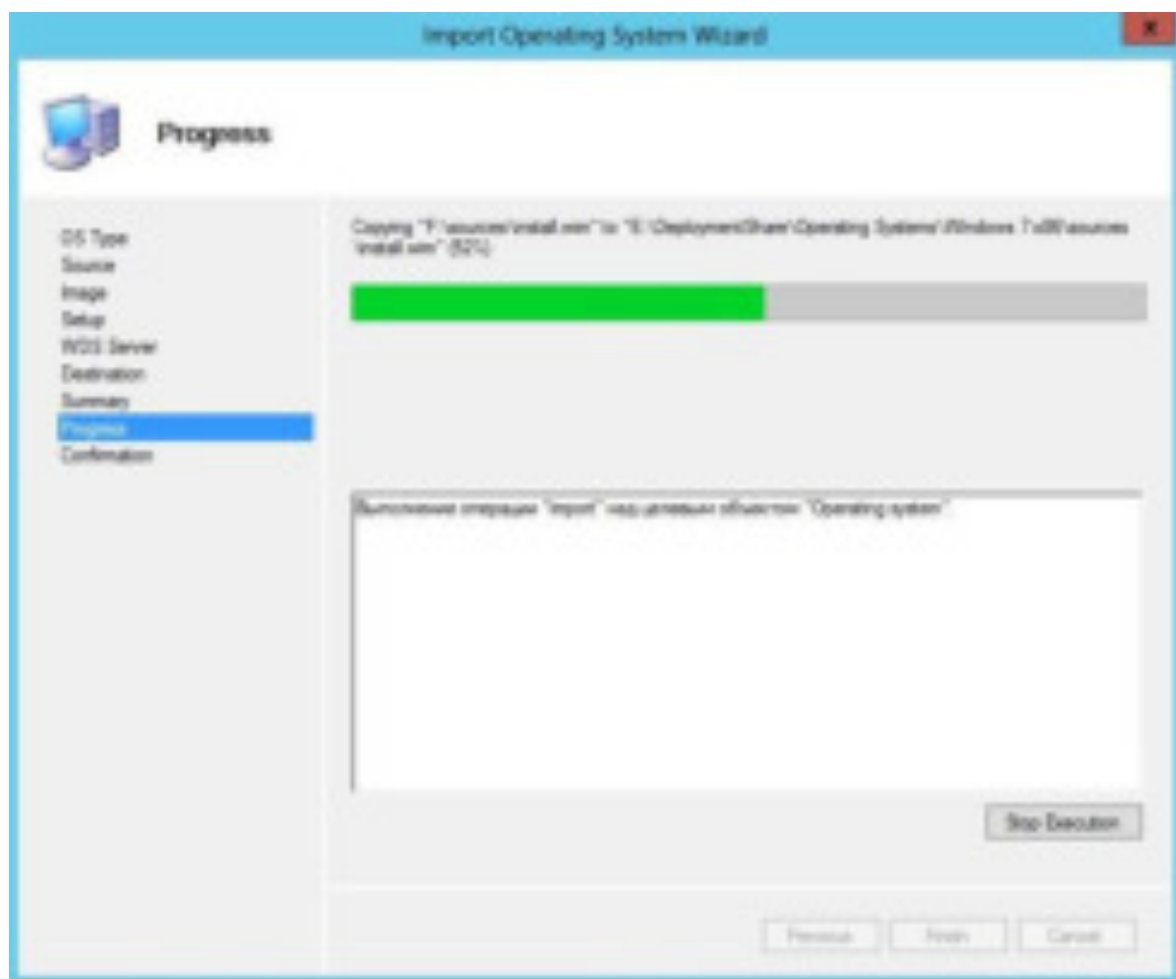 Import Operating System Wizard
Progress
OS Type
Source
Image
Setup
WDS Server
Destination
Summary
Progress
Confirmation
Copying "F:\sources\install.wim" to "E:\DeploymentShare\Operating Systems\Windows 7 x86\sources
\install.wim" (52%)
Выполнение операции "import" над целевым объектом "Operating system".
Stop Execution
Previous
Finish
Cancel